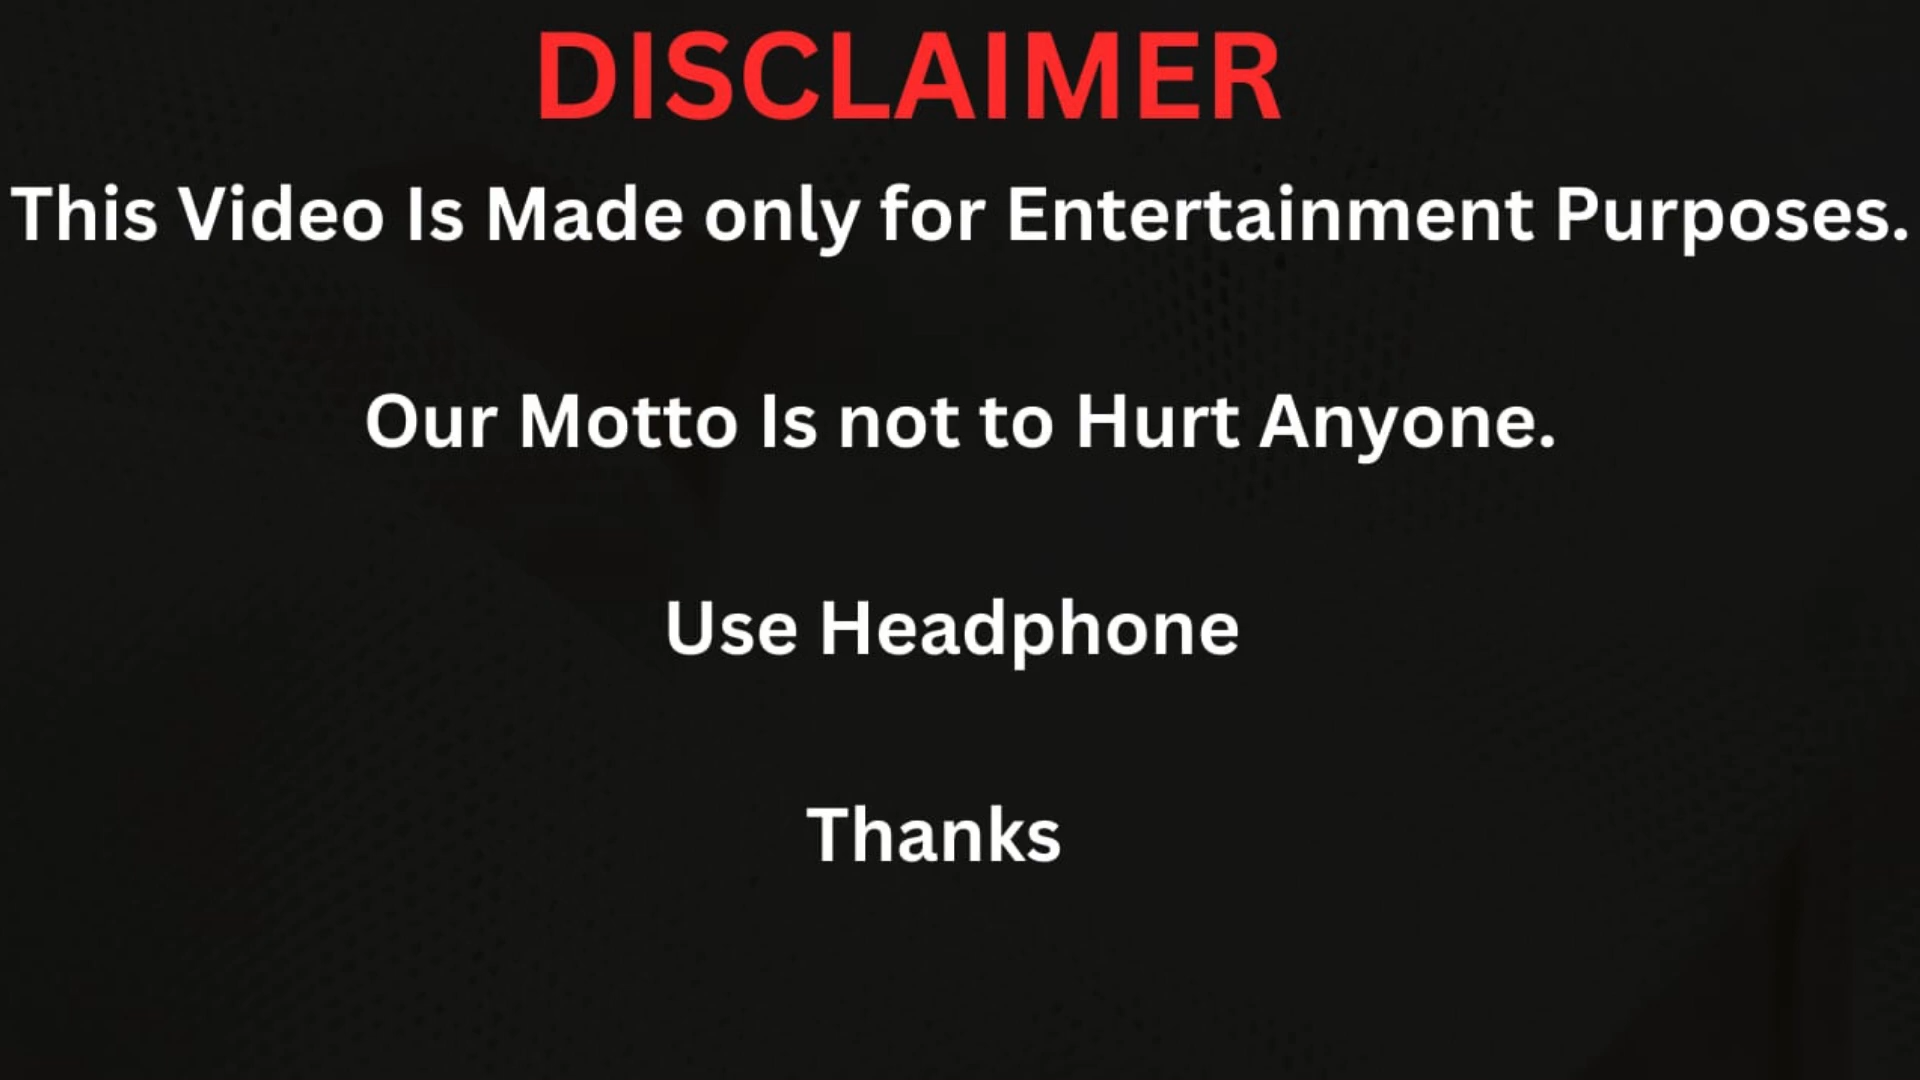 DISCLAIMER
This Video Is Made only for Entertainment Purposes.
Our Motto Is not to Hurt Anyone.
Use Headphone
Thanks